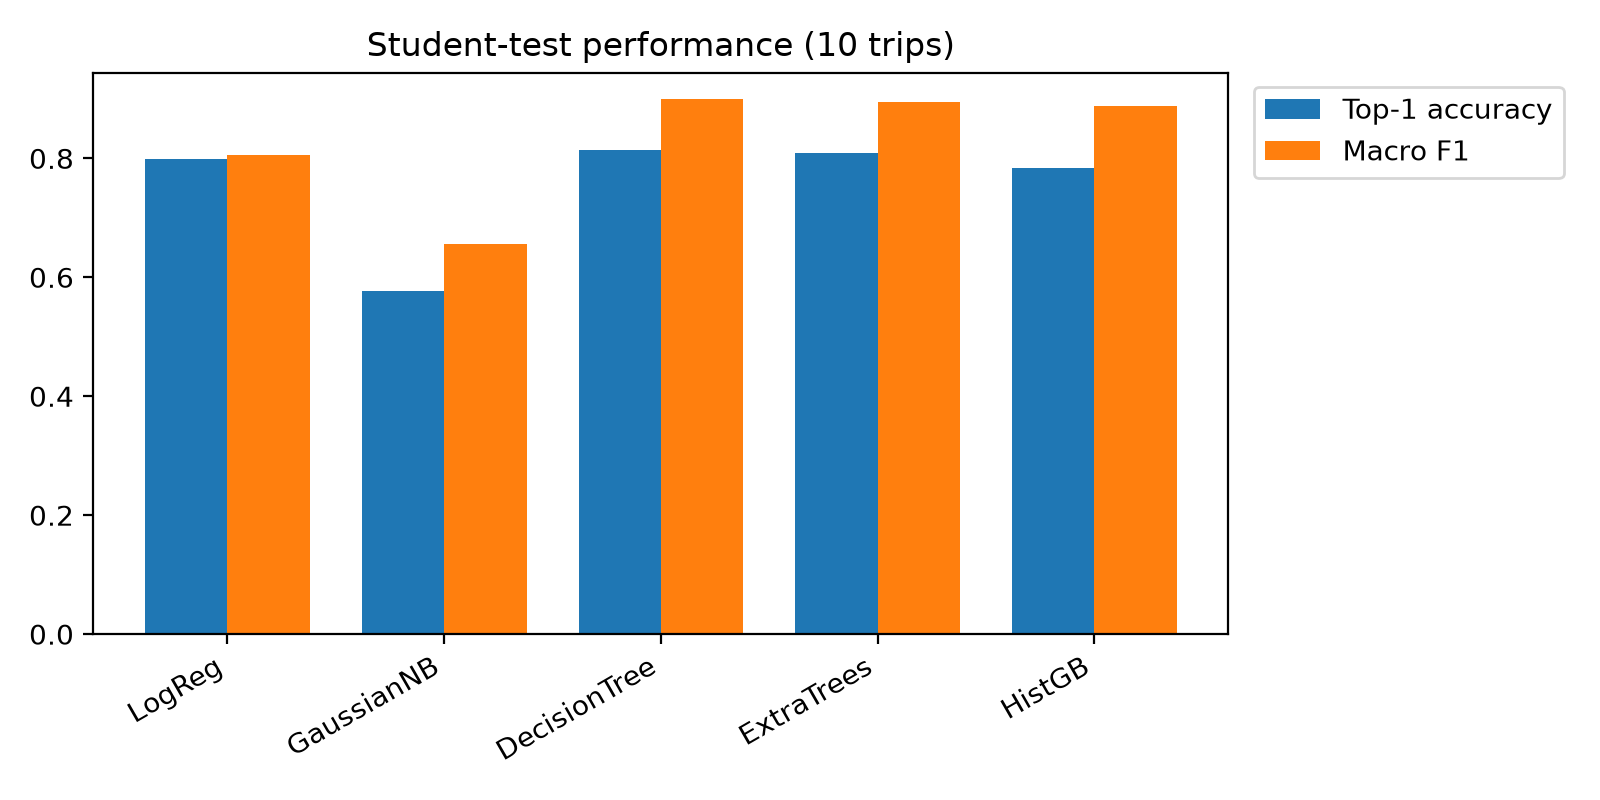 Student-test performance (10 trips)
Top-1 accuracy
Macro F1
0.8
0.6
0.4
0.2
0.0
LogReg
GaussianNB
DecisionTree
ExtraTrees
HistGB